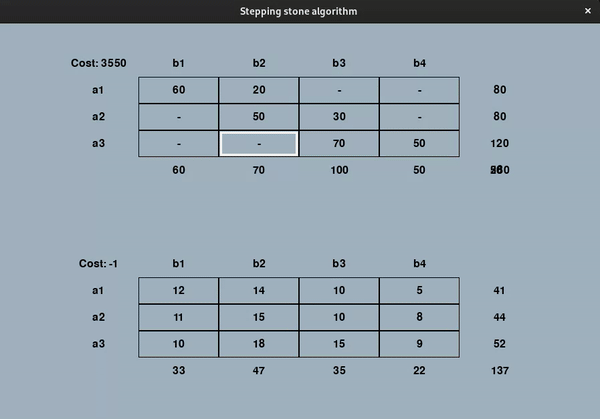 Stepping stone algorithm ×
Cost: 3550 b1 b2 b3 b4
a1 60 20 - - 80
a2 - 50 30 - 80
a3 - - 70 50 120
60 70 100 50
Cost: -1 b1 b2 b3 b4
a1 12 14 10 5 41
a2 11 15 10 8 44
a3 10 18 15 9 52
33 47 35 22 137